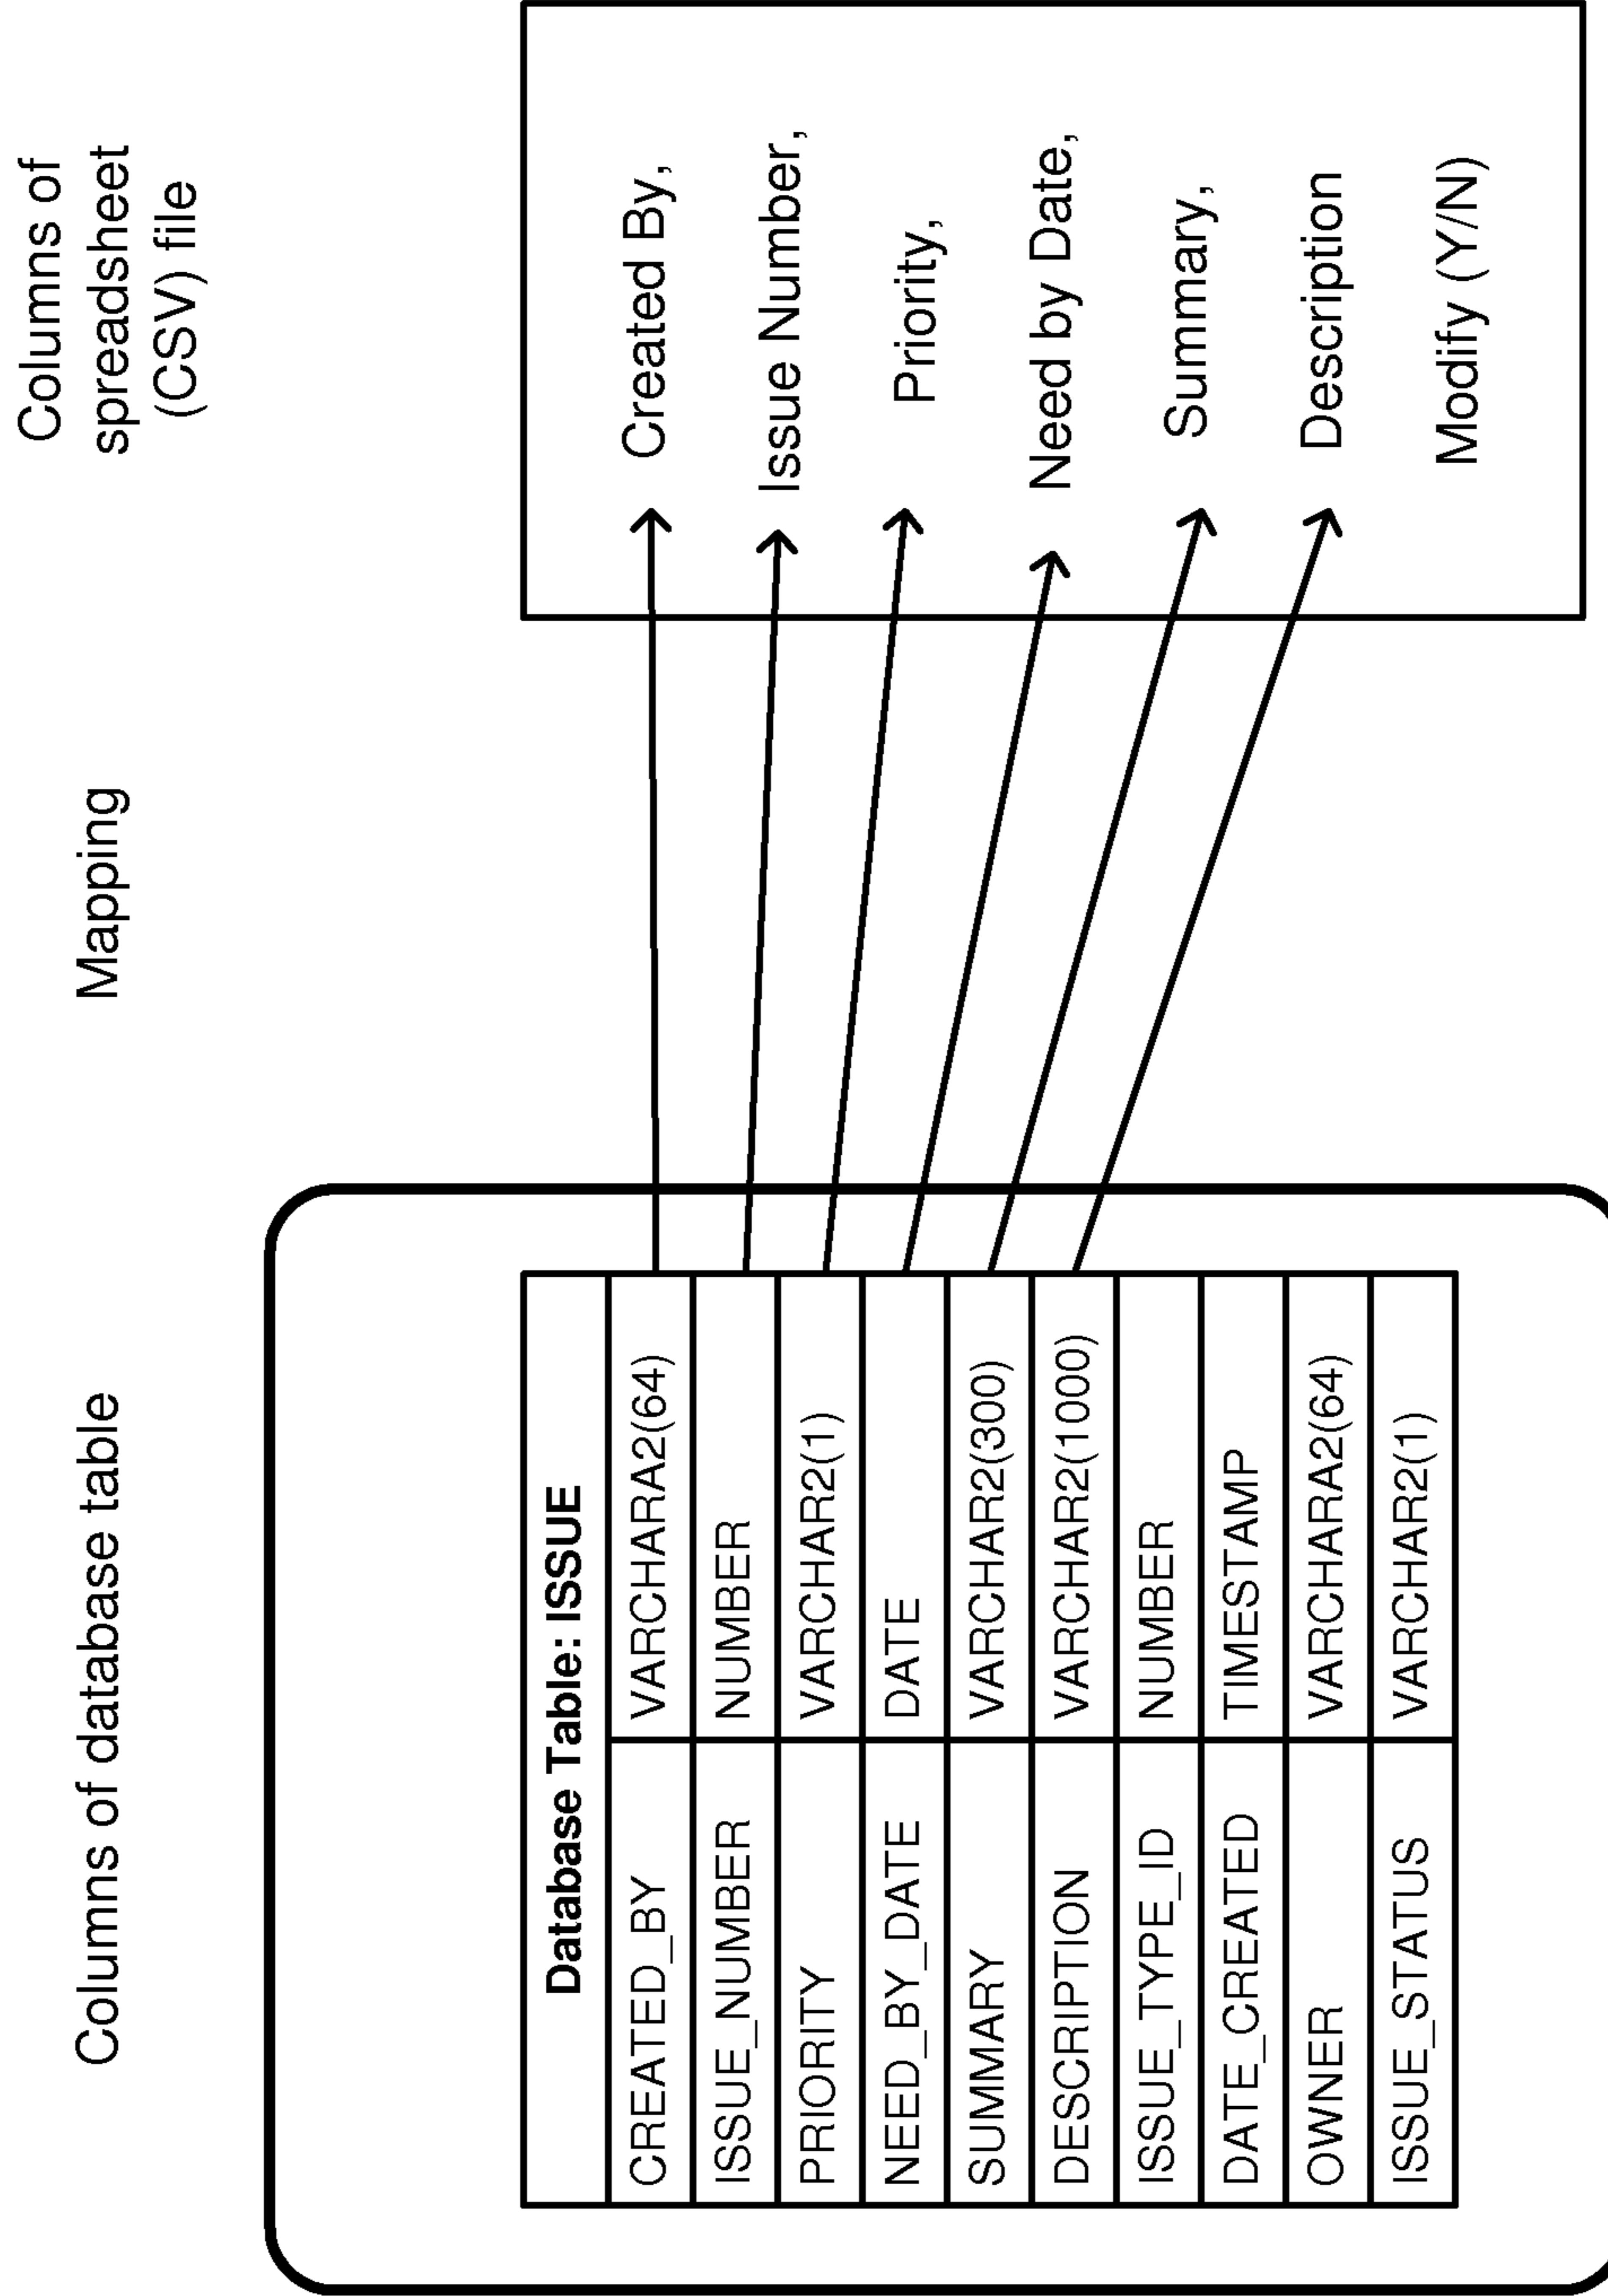 Columns of database table
Mapping
Columns of
spreadsheet
(CSV) file
Database Table: ISSUE
CREATED_BY VARCHARA2(64)
ISSUE_NUMBER NUMBER
PRIORITY VARCHAR2(1)
NEED_BY_DATE DATE
SUMMARY VARCHAR2(300)
DESCRIPTION VARCHAR2(1000)
ISSUE_TYPE_ID NUMBER
DATE_CREATED TIMESTAMP
OWNER VARCHARA2(64)
ISSUE_STATUS VARCHAR2(1)
Created By,
Issue Number,
Priority,
Need by Date,
Summary,
Description
Modify (Y/N)